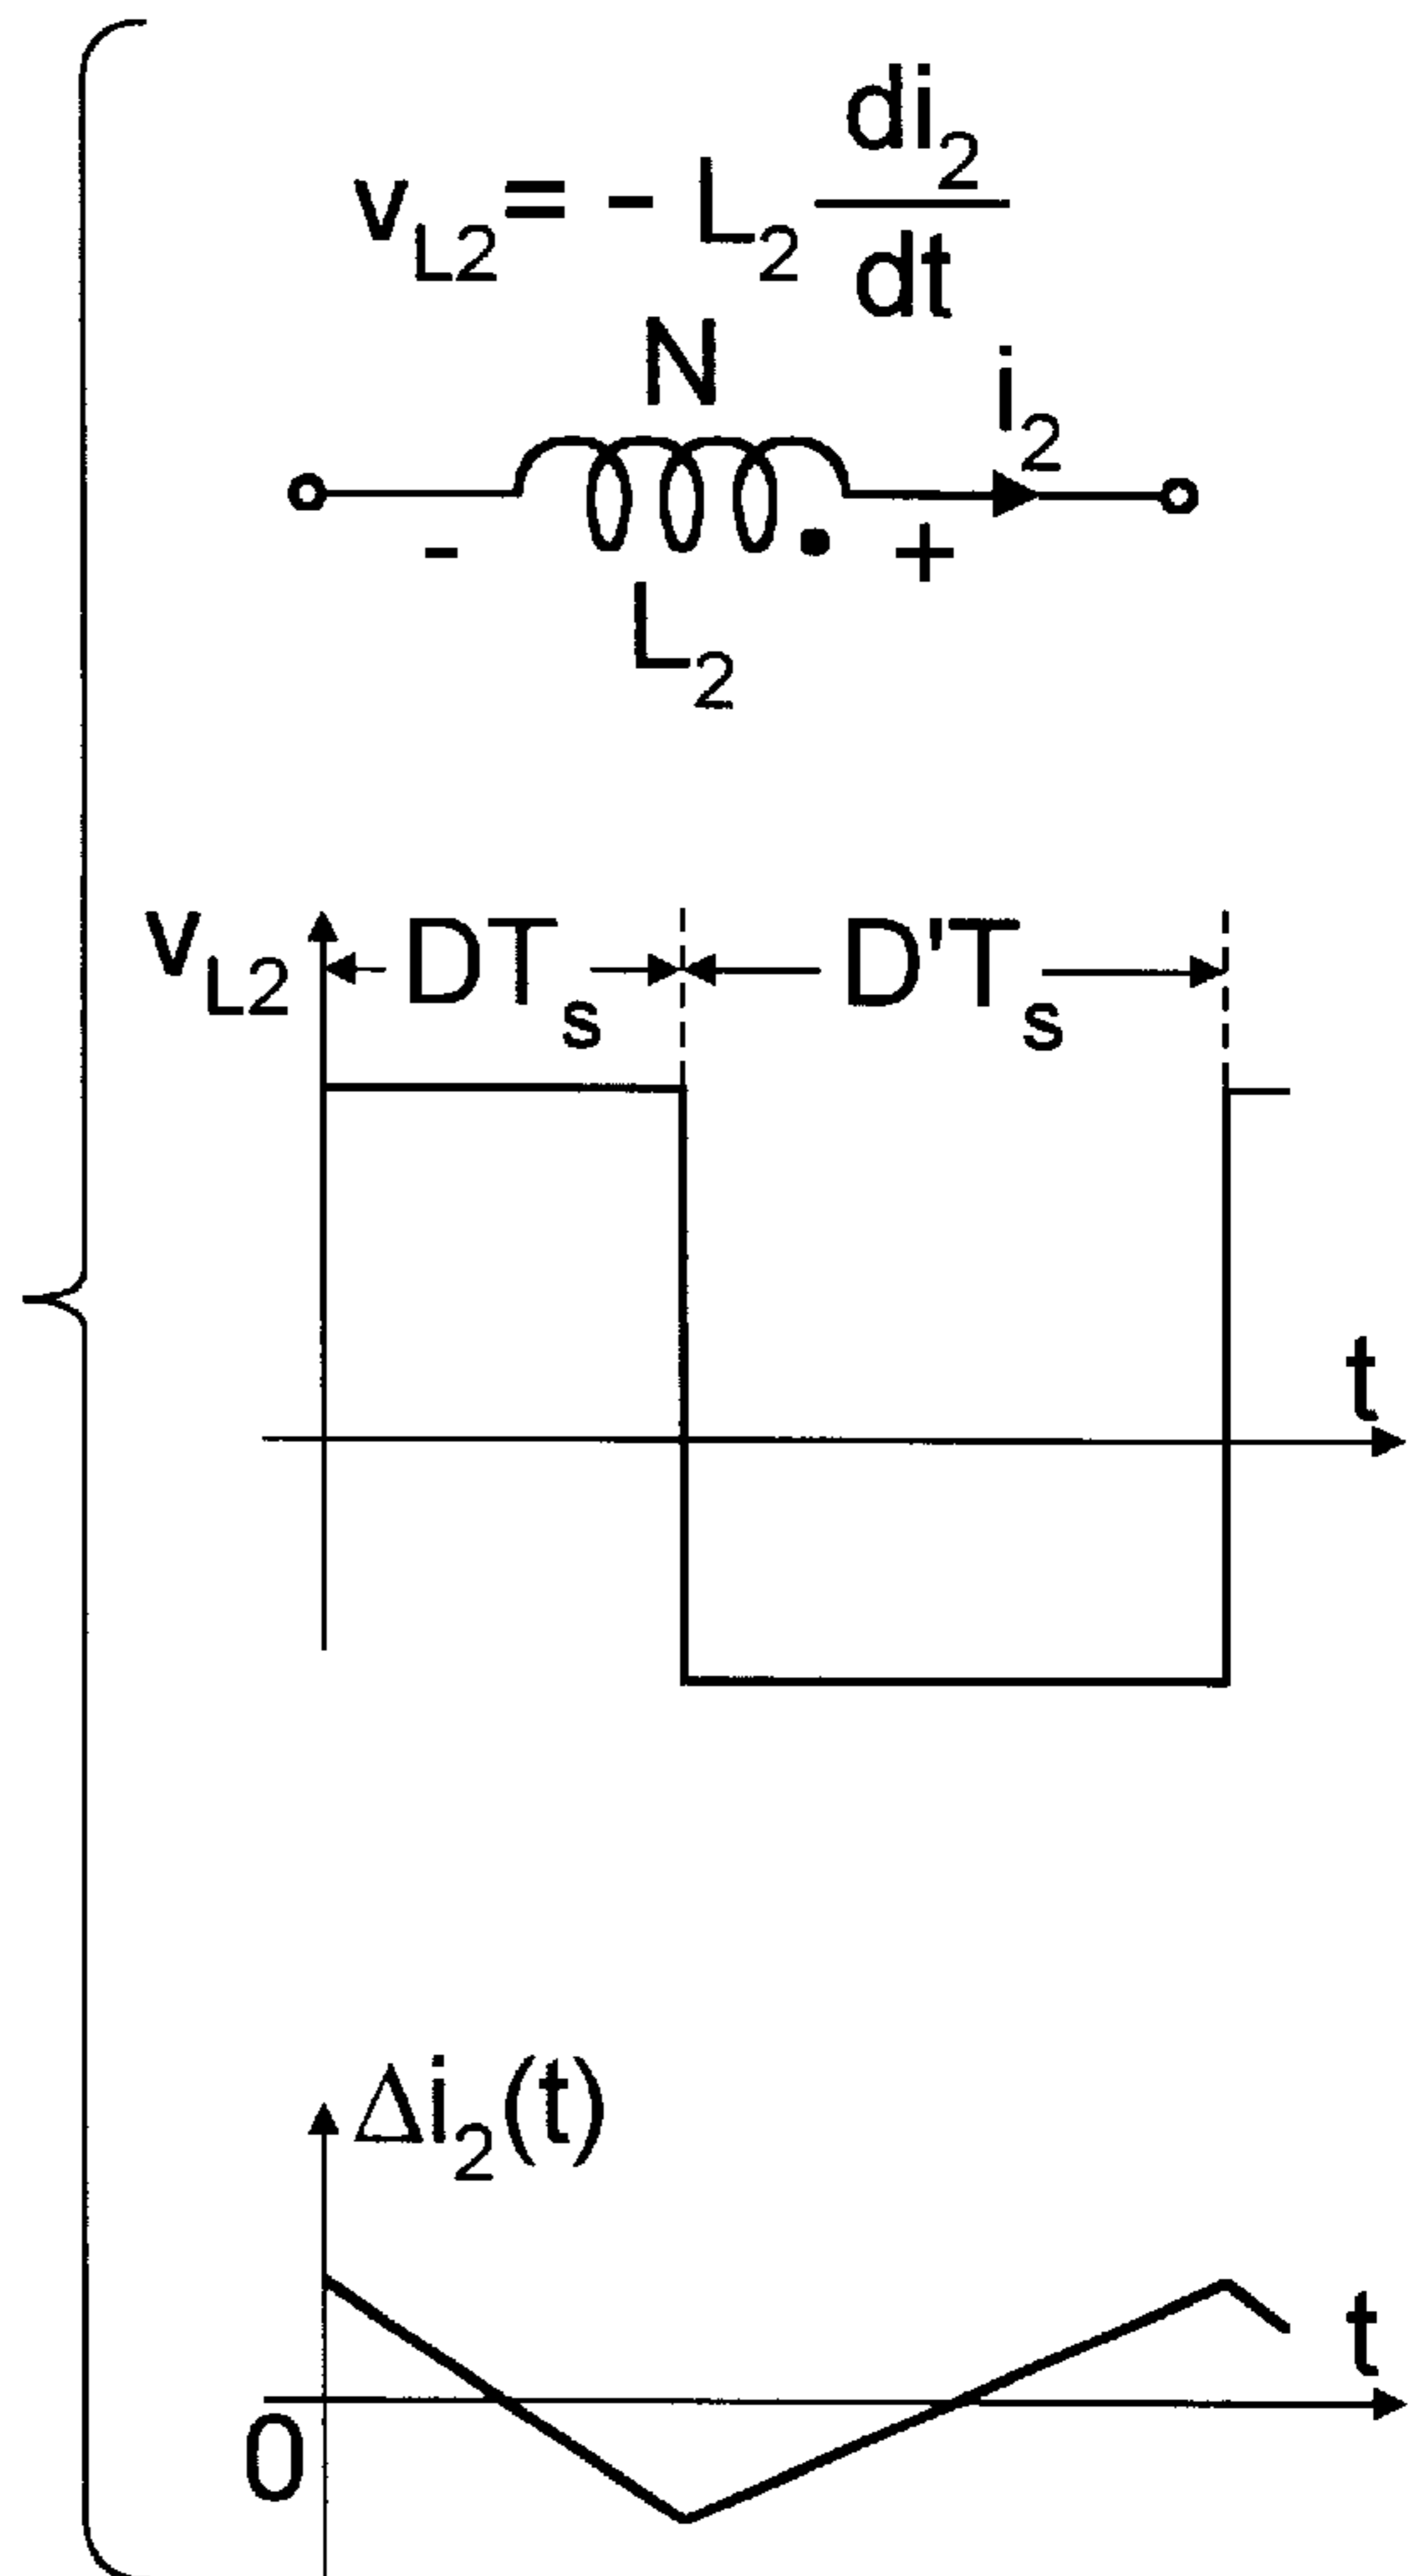 v_L2 = - L_2 di_2/dt
N
i_2
- +
L_2
v_L2 DT_s D'T_s
t
Δi_2(t)
t
0